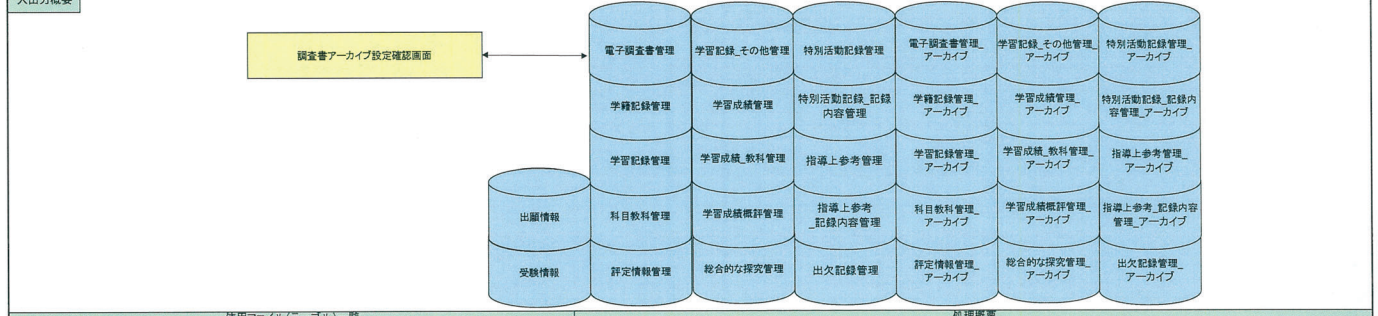 入出力概要
調査書アーカイブ設定確認画面
出願情報
受験情報
電子調査書管理
学籍記録管理
学習記録管理
科目教科管理
評定情報管理
学習記録_その他管理
学習成績管理
学習成績_教科管理
学習成績概評管理
総合的な探究管理
特別活動記録管理
特別活動記録_記録
内容管理
指導上参考管理
指導上参考
_記録内容管理
出欠記録管理
電子調査書管理_
アーカイブ
学籍記録管理_
アーカイブ
学習記録管理_
アーカイブ
科目教科管理_
アーカイブ
評定情報管理_
アーカイブ
学習記録_その他管理_
アーカイブ
学習成績管理_
アーカイブ
学習成績_教科管理_
アーカイブ
学習成績概評管理_
アーカイブ
総合的な探究管理_
アーカイブ
特別活動記録管理_
アーカイブ
特別活動記録_記録内
容管理_アーカイブ
指導上参考管理_
アーカイブ
指導上参考_記録内容
管理_アーカイブ
出欠記録管理_
アーカイブ
使用ファイル(テーブル)一覧
処理概要